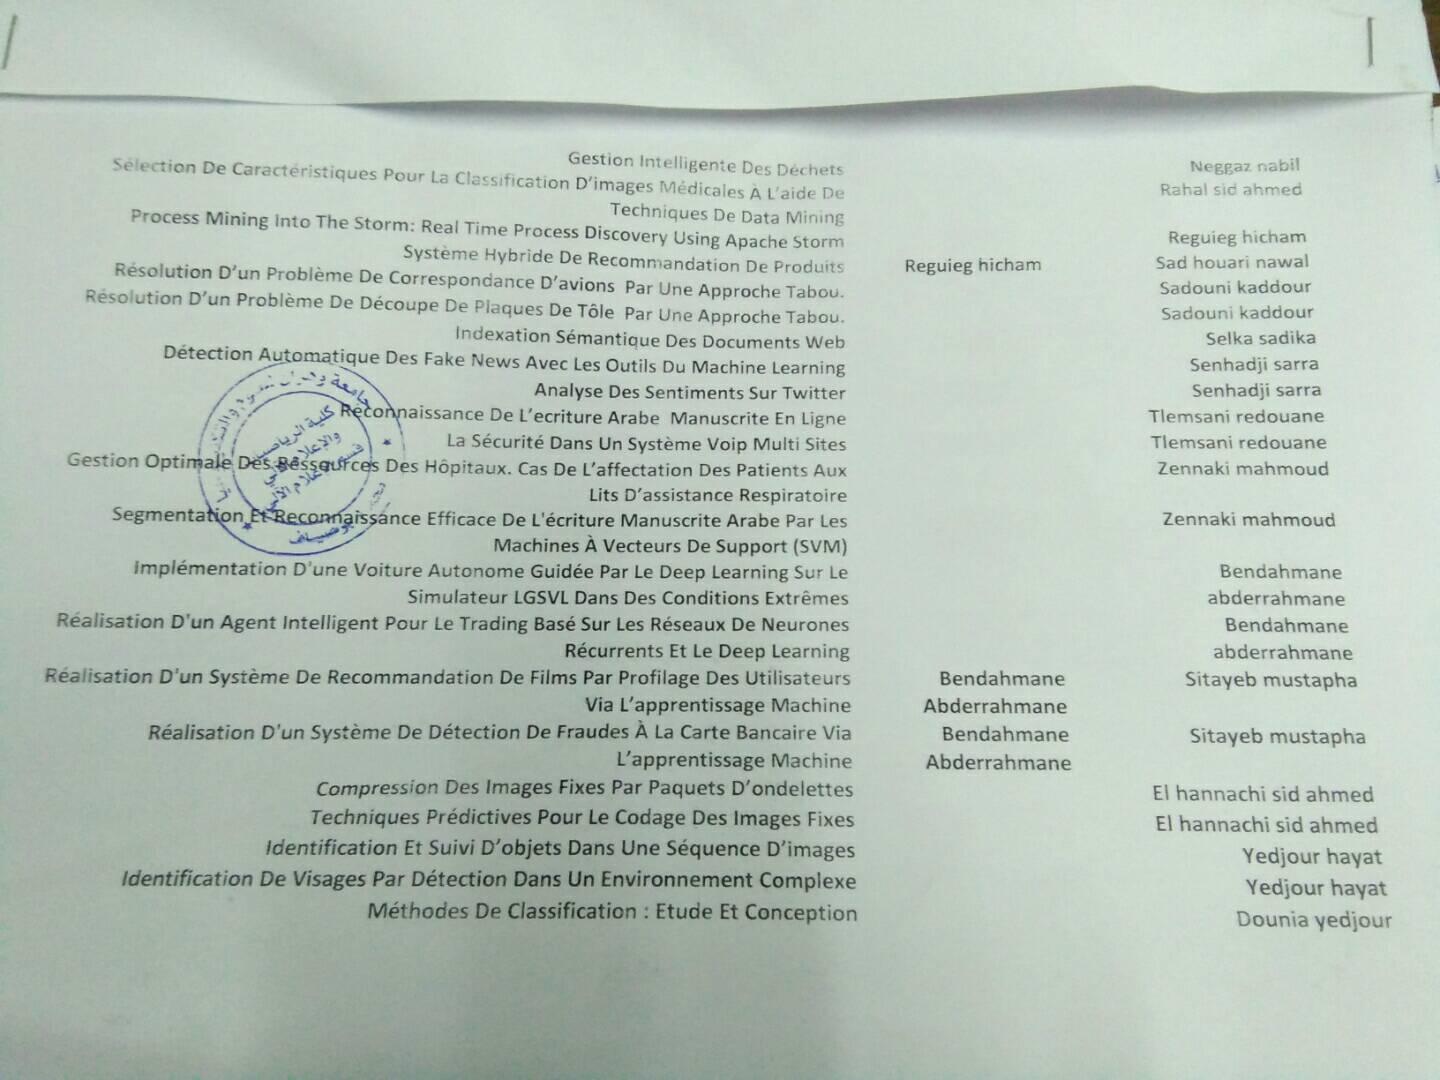 Gestion Intelligente Des Déchets Neggaz nabil
Sélection De Caractéristiques Pour La Classification D'images Médicales À L'aide De Rahal sid ahmed
Techniques De Data Mining
Process Mining Into The Storm: Real Time Process Discovery Using Apache Storm Reguieg hicham
Système Hybride De Recommandation De Produits Reguieg hicham Sad houari nawal
Résolution D'un Problème De Correspondance D'avions Par Une Approche Tabou. Sadouni kaddour
Résolution D'un Problème De Découpe De Plaques De Tôle Par Une Approche Tabou. Sadouni kaddour
Indexation Sémantique Des Documents Web Selka sadika
Détection Automatique Des Fake News Avec Les Outils Du Machine Learning Senhadji sarra
Analyse Des Sentiments Sur Twitter Senhadji sarra
Reconnaissance De L'ecriture Arabe Manuscrite En Ligne Tlemsani redouane
La Sécurité Dans Un Système Voip Multi Sites Tlemsani redouane
Gestion Optimale Des Ressources Des Hôpitaux. Cas De L'affectation Des Patients Aux Zennaki mahmoud
Lits D'assistance Respiratoire
Segmentation Et Reconnaissance Efficace De L'écriture Manuscrite Arabe Par Les Zennaki mahmoud
Machines À Vecteurs De Support (SVM)
Implémentation D'une Voiture Autonome Guidée Par Le Deep Learning Sur Le Bendahmane
Simulateur LGSVL Dans Des Conditions Extrêmes abderrahmane
Réalisation D'un Agent Intelligent Pour Le Trading Basé Sur Les Réseaux De Neurones Bendahmane
Récurrents Et Le Deep Learning abderrahmane
Réalisation D'un Système De Recommandation De Films Par Profilage Des Utilisateurs Bendahmane Sitayeb mustapha
Via L'apprentissage Machine Abderrahmane
Réalisation D'un Système De Détection De Fraudes À La Carte Bancaire Via Bendahmane Sitayeb mustapha
L'apprentissage Machine Abderrahmane
Compression Des Images Fixes Par Paquets D'ondelettes El hannachi sid ahmed
Techniques Prédictives Pour Le Codage Des Images Fixes El hannachi sid ahmed
Identification Et Suivi D'objets Dans Une Séquence D'images Yedjour hayat
Identification De Visages Par Détection Dans Un Environnement Complexe Yedjour hayat
Méthodes De Classification : Etude Et Conception Dounia yedjour
جامعة
كلية الرياضيات
والإعلام الآلي
قسم الإعلام الآلي
بوضياف